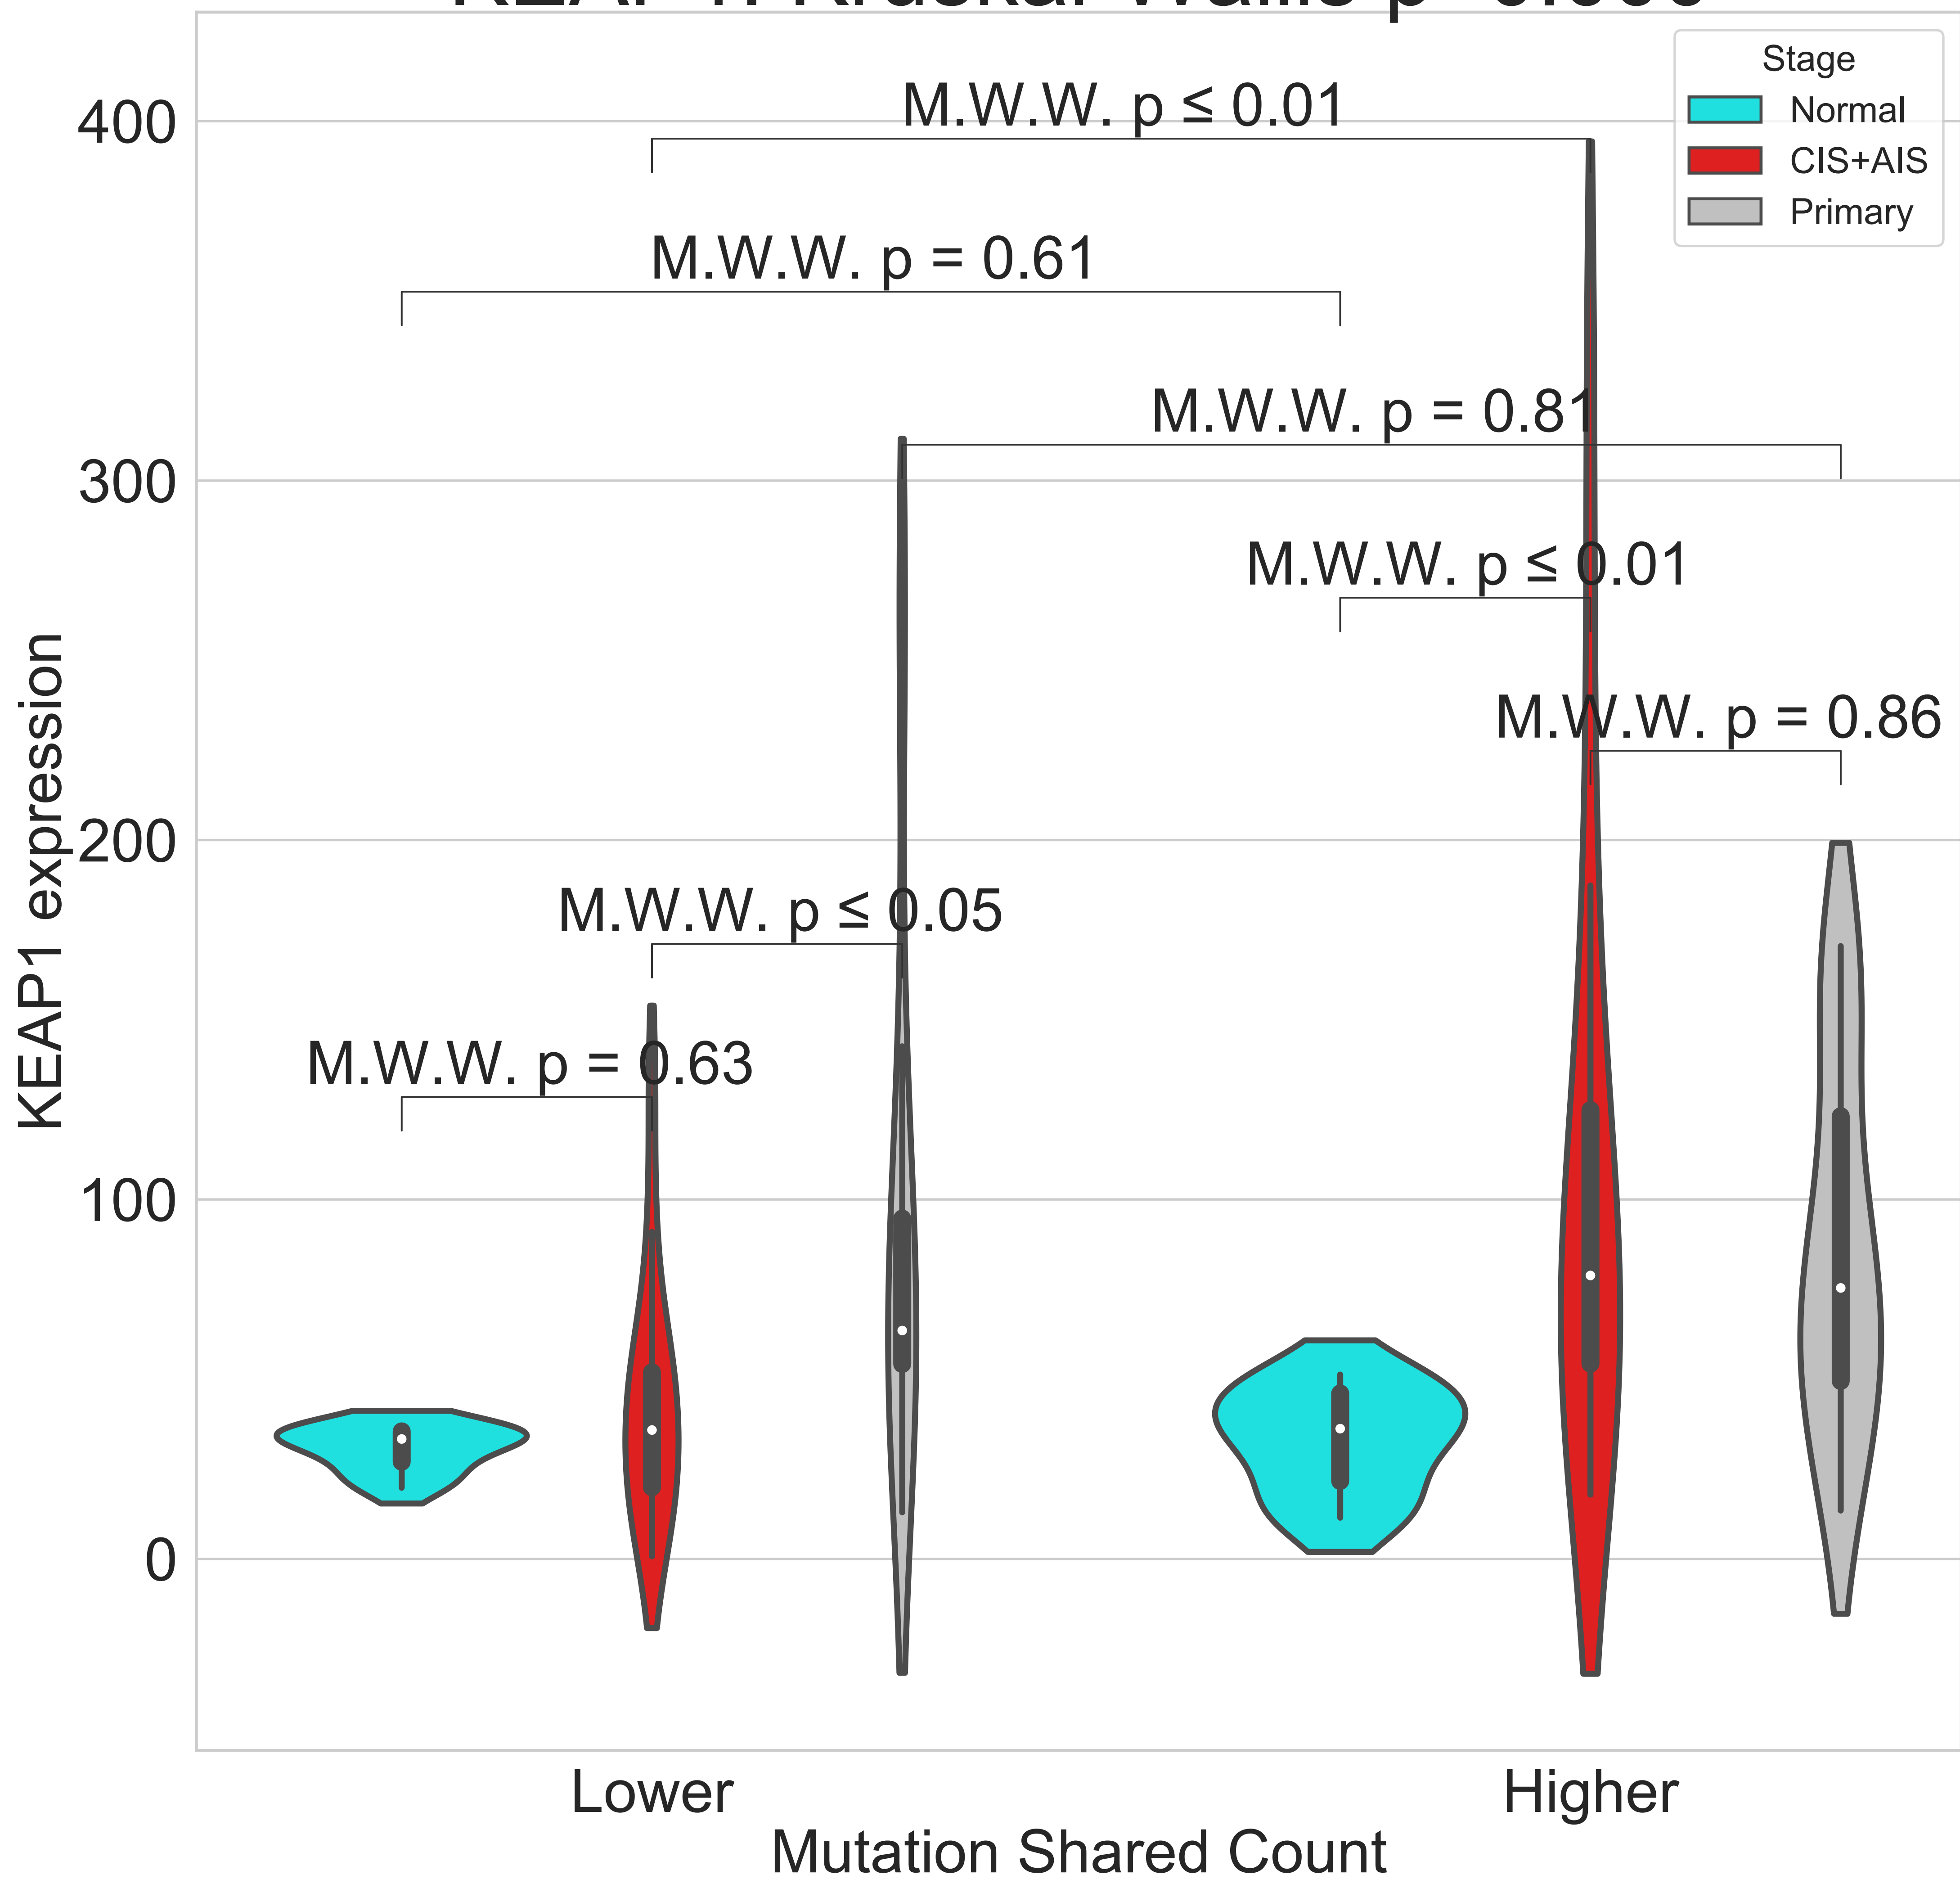 Stage
Normal
CIS+AIS
Primary
M.W.W. p ≤ 0.01
M.W.W. p = 0.61
M.W.W. p = 0.81
M.W.W. p ≤ 0.01
M.W.W. p = 0.86
M.W.W. p ≤ 0.05
M.W.W. p = 0.63
400
300
200
100
0
KEAP1 expression
Lower
Higher
Mutation Shared Count